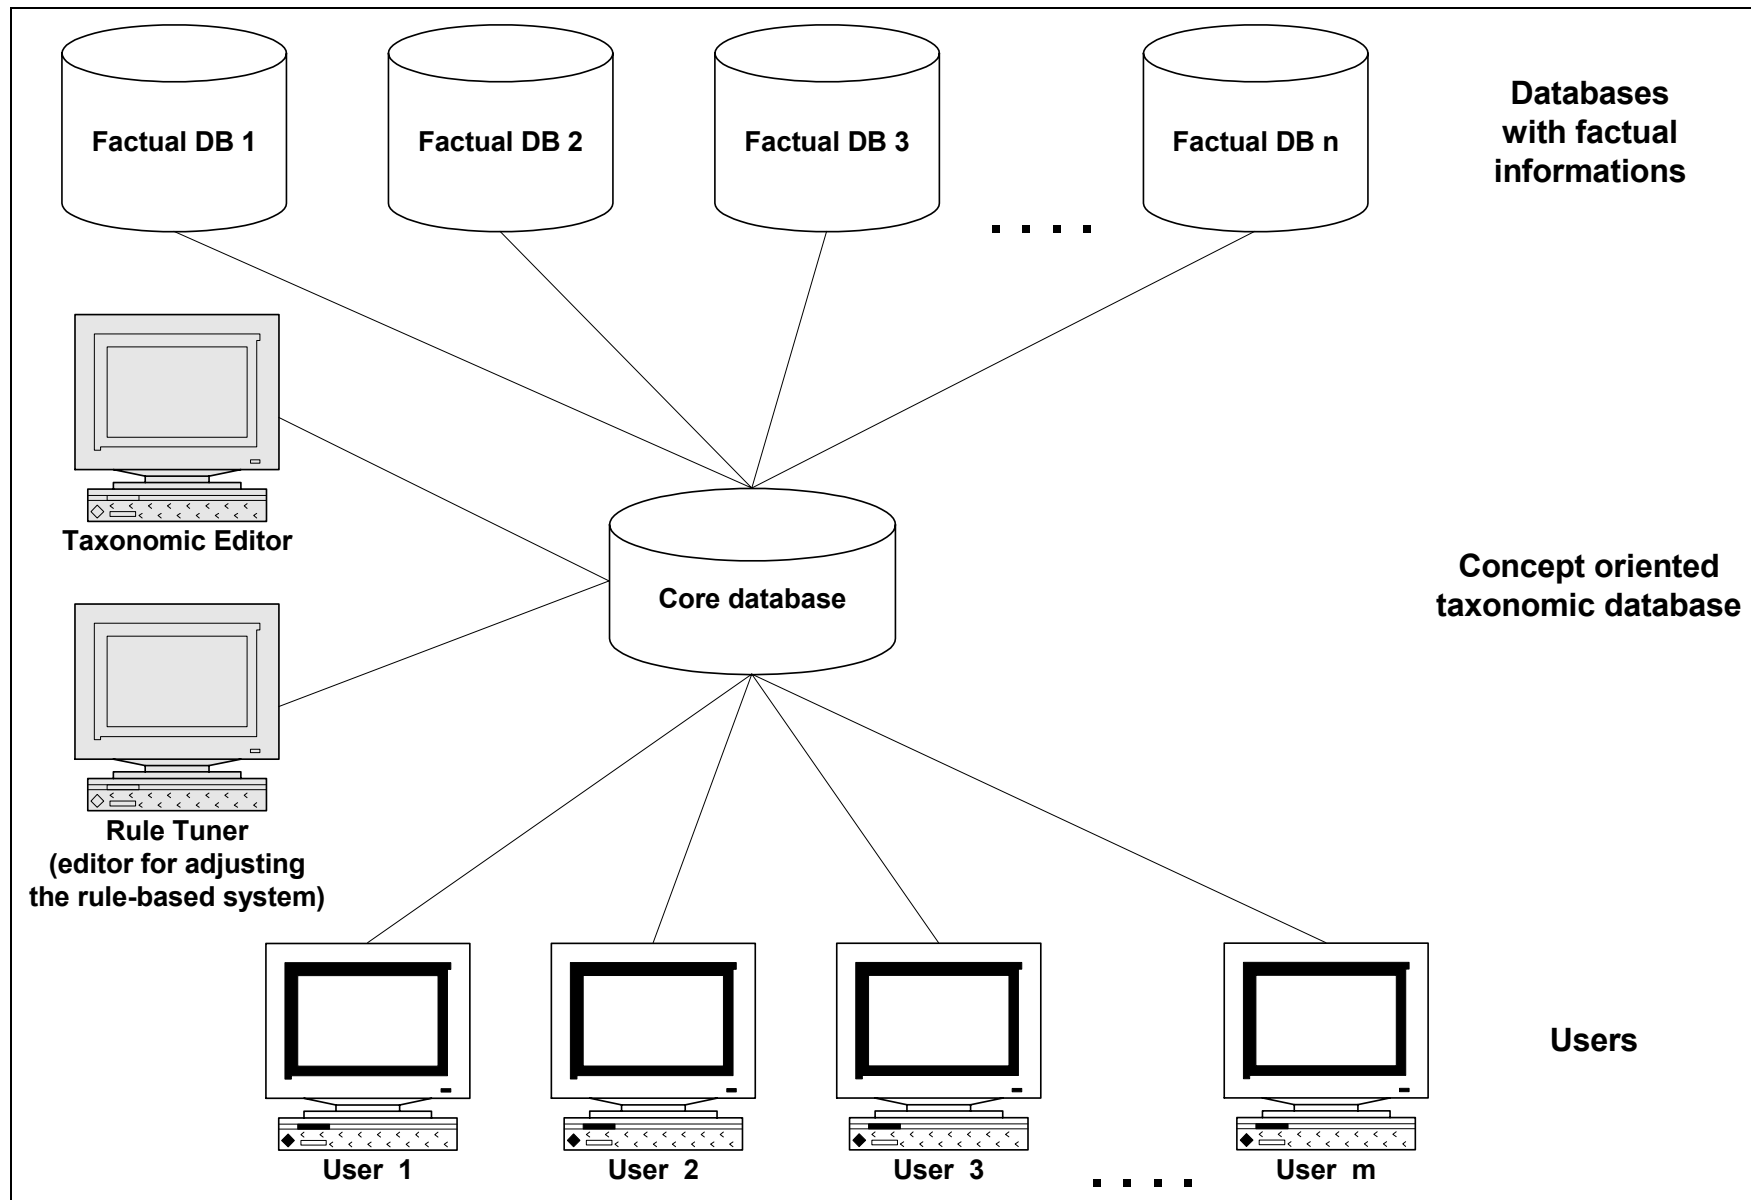 Factual DB 1
Factual DB 2
Factual DB 3
. . . .
Factual DB n
Databases
with factual
informations
Taxonomic Editor
Core database
Concept oriented
taxonomic database
Rule Tuner
(editor for adjusting
the rule-based system)
Users
User 1
User 2
User 3
. . . .
User m